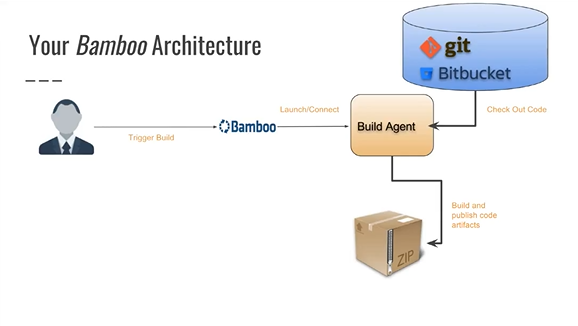 Your Bamboo Architecture
git
Bitbucket
Launch/Connect
Check Out Code
Bamboo
Build Agent
Trigger Build
Build and
publish code
artifacts
ZIP